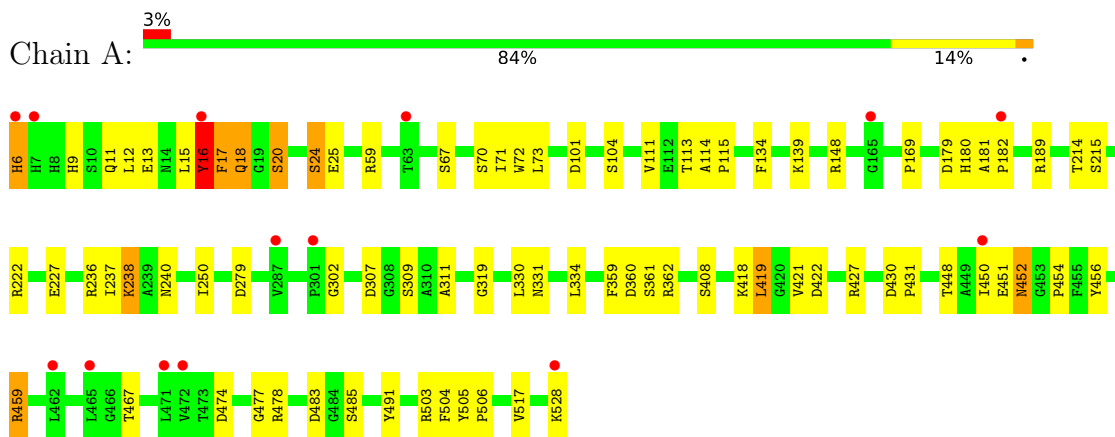 3%
Chain A:
84% 14% •
H6 H7 H8 H9 S10 Q11 L12 E13 N14 L15 Y16 F17 Q18 G19 S20 S24 E25 R59 T63 S67 S70 I71 W72 L73 D101 S104 V111 E112 T113 A114 P115 F134 K139 R148 G165 P169 D179 H180 A181 P182 R189 T214 S215
R222 E227 R236 I237 K238 A239 N240 I250 D279 V287 P301 G302 D307 G308 S309 A310 A311 G319 L330 N331 L334 F359 D360 S361 R362 S408 K418 L419 G420 V421 D422 R427 D430 P431 T448 A449 I450 E451 N452 G453 P454 F455 Y456
R459 L462 L465 G466 T467 L471 V472 T473 D474 G477 R478 D483 G484 S485 Y491 R503 F504 Y505 P506 V517 K528